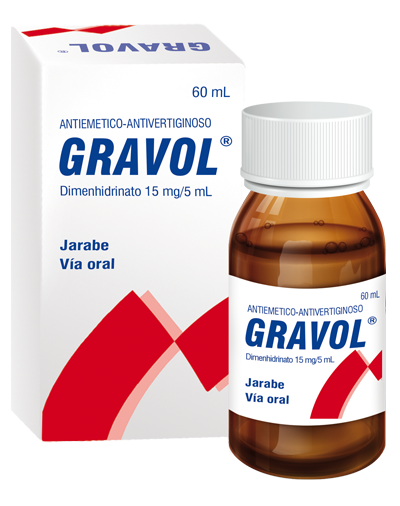 GRAVOL®
60 mL
ANTIEMETICO-ANTIVERTIGINOSO
GRAVOL®
Dimenhidrinato 15 mg/5 mL
Jarabe
Vía oral
GRAVOL
60 mL
ANTIEMETICO-ANTIVERTIGINOSO
GRAVOL®
Dimenhidrinato 15 mg/5 mL
Jarabe
Vía oral